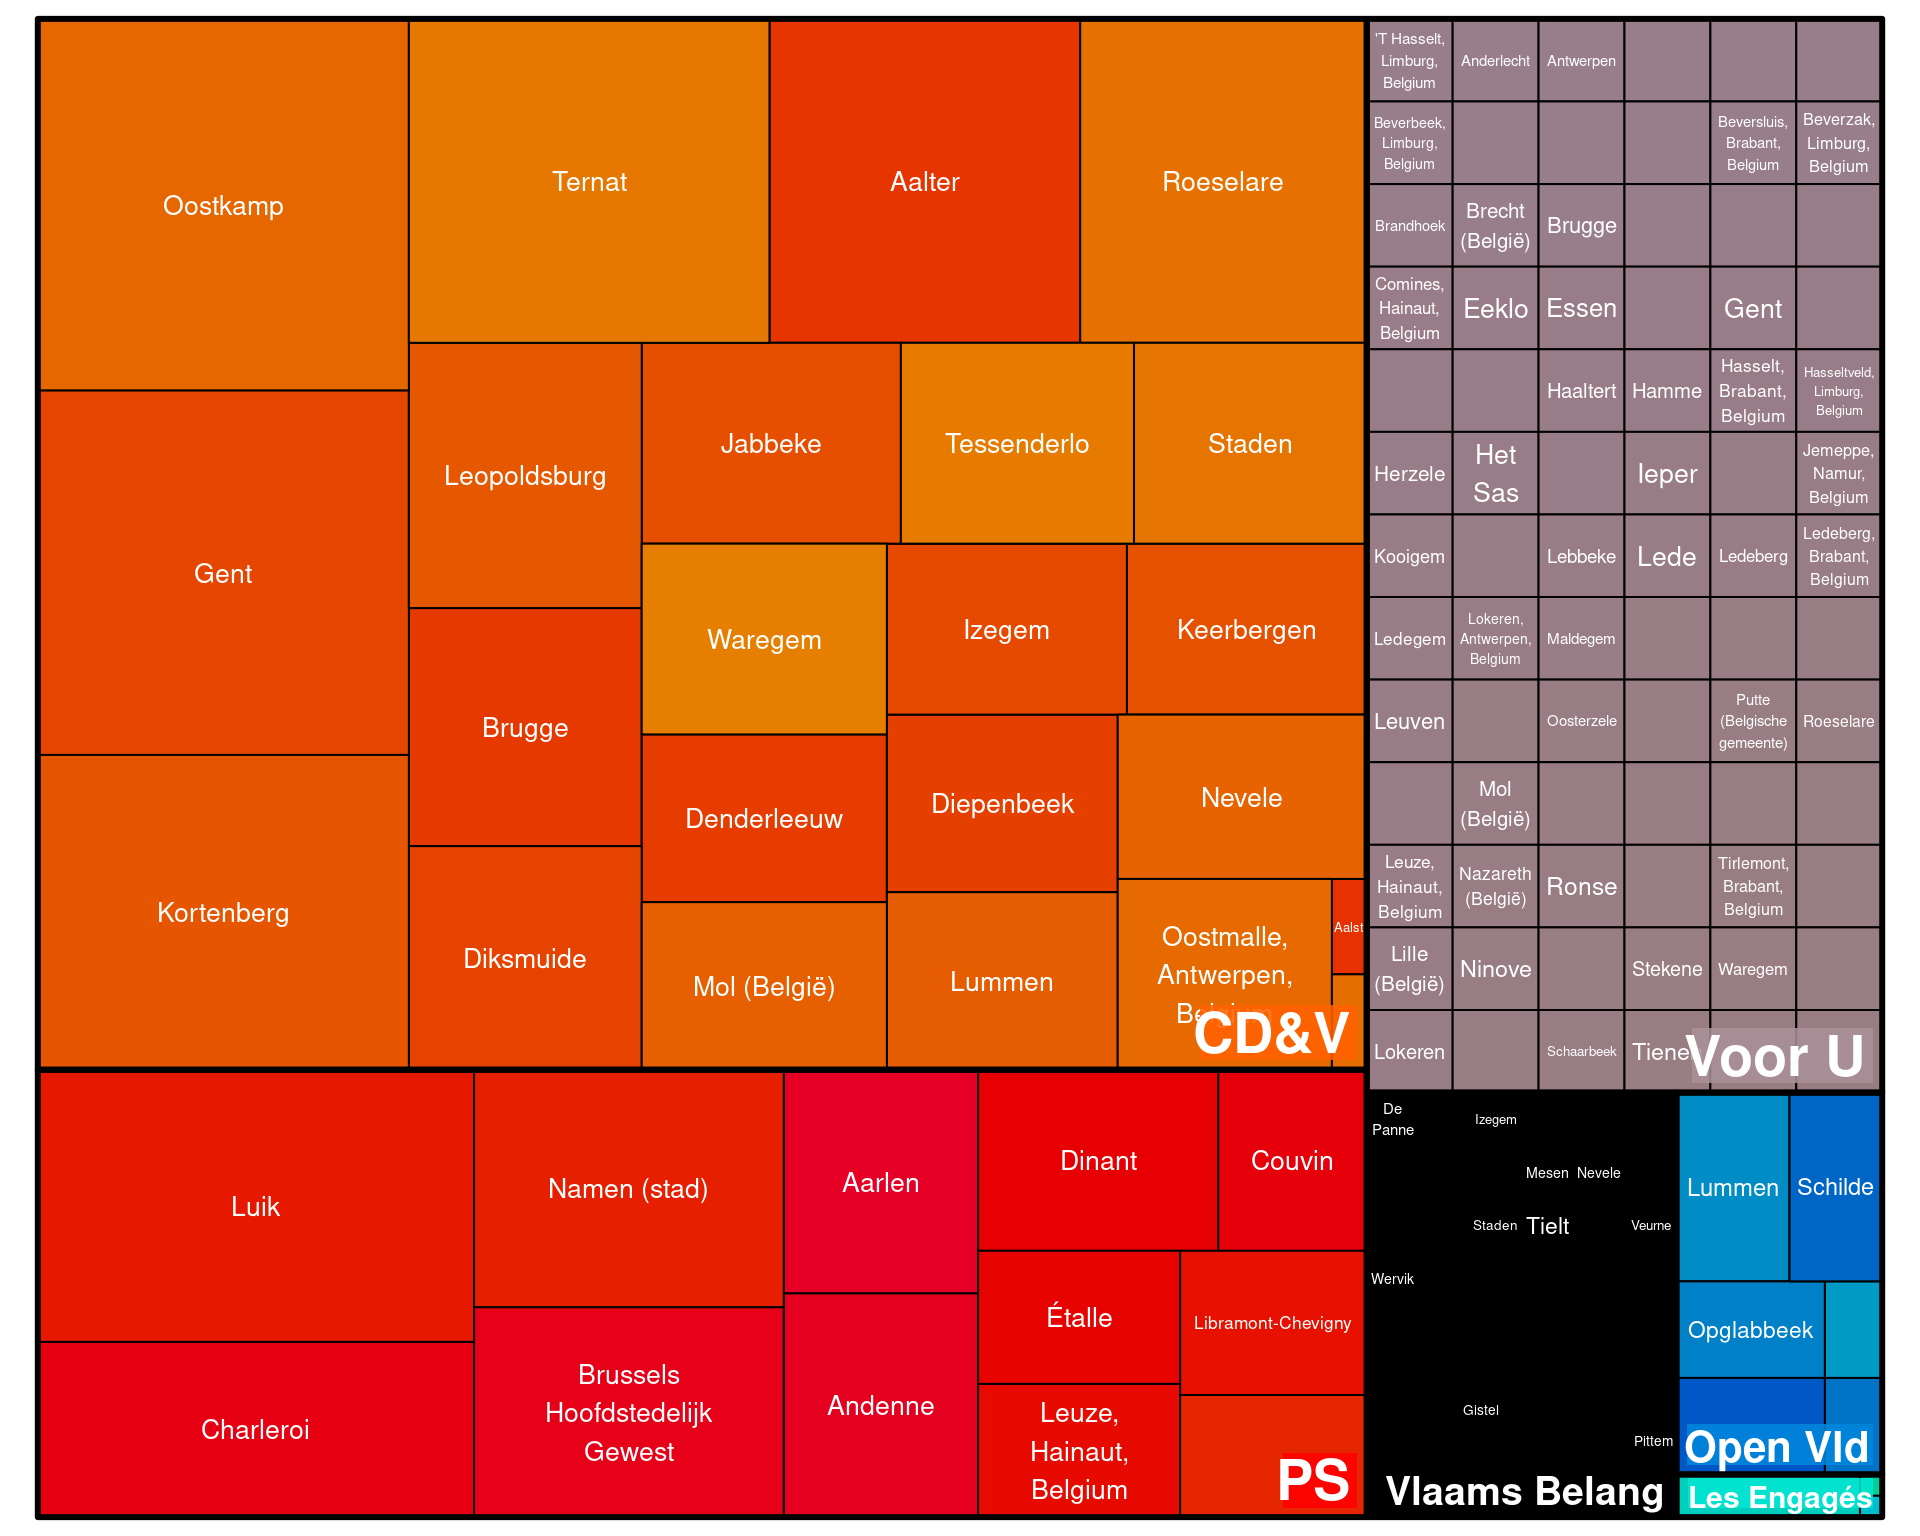 Oostkamp
Ternat
Aalter
Roeselare
Gent
Leopoldsburg
Jabbeke
Tessenderlo
Staden
Waregem
Izegem
Keerbergen
Brugge
Denderleeuw
Diepenbeek
Nevele
Kortenberg
Diksmuide
Mol (België)
Lummen
Oostmalle,
Antwerpen,
Belgium
Aalst
CD&V
Luik
Namen (stad)
Aarlen
Dinant
Couvin
Charleroi
Brussels
Hoofdstedelijk
Gewest
Andenne
Étalle
Libramont-Chevigny
Leuze,
Hainaut,
Belgium
PS
'T Hasselt,
Limburg,
Belgium
Anderlecht
Antwerpen
Beverbeek,
Limburg,
Belgium
Beversluis,
Brabant,
Belgium
Beverzak,
Limburg,
Belgium
Brandhoek
Brecht
(België)
Brugge
Comines,
Hainaut,
Belgium
Eeklo
Essen
Gent
Haaltert
Hamme
Hasselt,
Brabant,
Belgium
Hasseltveld,
Limburg,
Belgium
Herzele
Het
Sas
Ieper
Jemeppe,
Namur,
Belgium
Kooigem
Lebbeke
Lede
Ledeberg
Ledeberg,
Brabant,
Belgium
Ledegem
Lokeren,
Antwerpen,
Belgium
Maldegem
Leuven
Oosterzele
Putte
(Belgische
gemeente)
Roeselare
Mol
(België)
Leuze,
Hainaut,
Belgium
Nazareth
(België)
Ronse
Tirlemont,
Brabant,
Belgium
Lille
(België)
Ninove
Stekene
Waregem
Lokeren
Schaarbeek
Tiene
Voor U
De
Panne
Izegem
Mesen
Nevele
Staden
Tielt
Veurne
Wervik
Gistel
Pittem
Vlaams Belang
Lummen
Schilde
Opglabbeek
Open Vld
Les Engagés